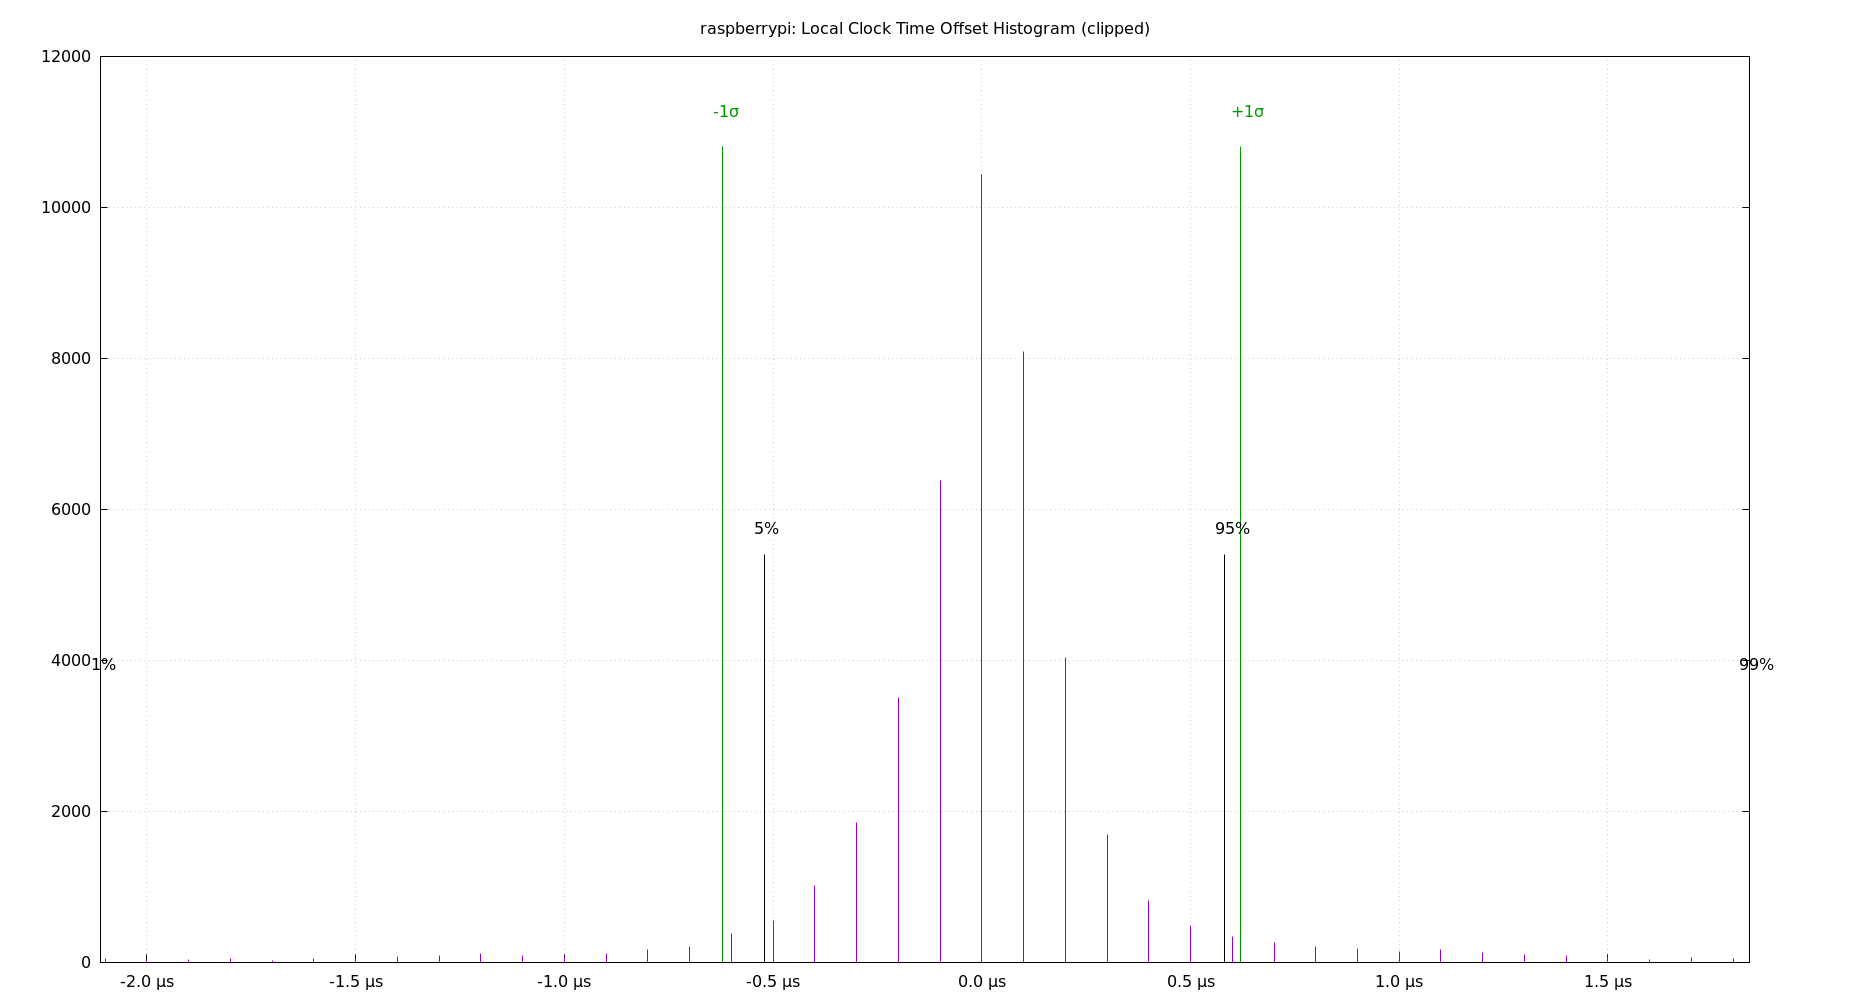 raspberrypi: Local Clock Time Offset Histogram (clipped)
12000
-1σ
+1σ
10000
8000
6000
5%
95%
4000
1%
99%
2000
0
-2.0 μs
-1.5 μs
-1.0 μs
-0.5 μs
0.0 μs
0.5 μs
1.0 μs
1.5 μs